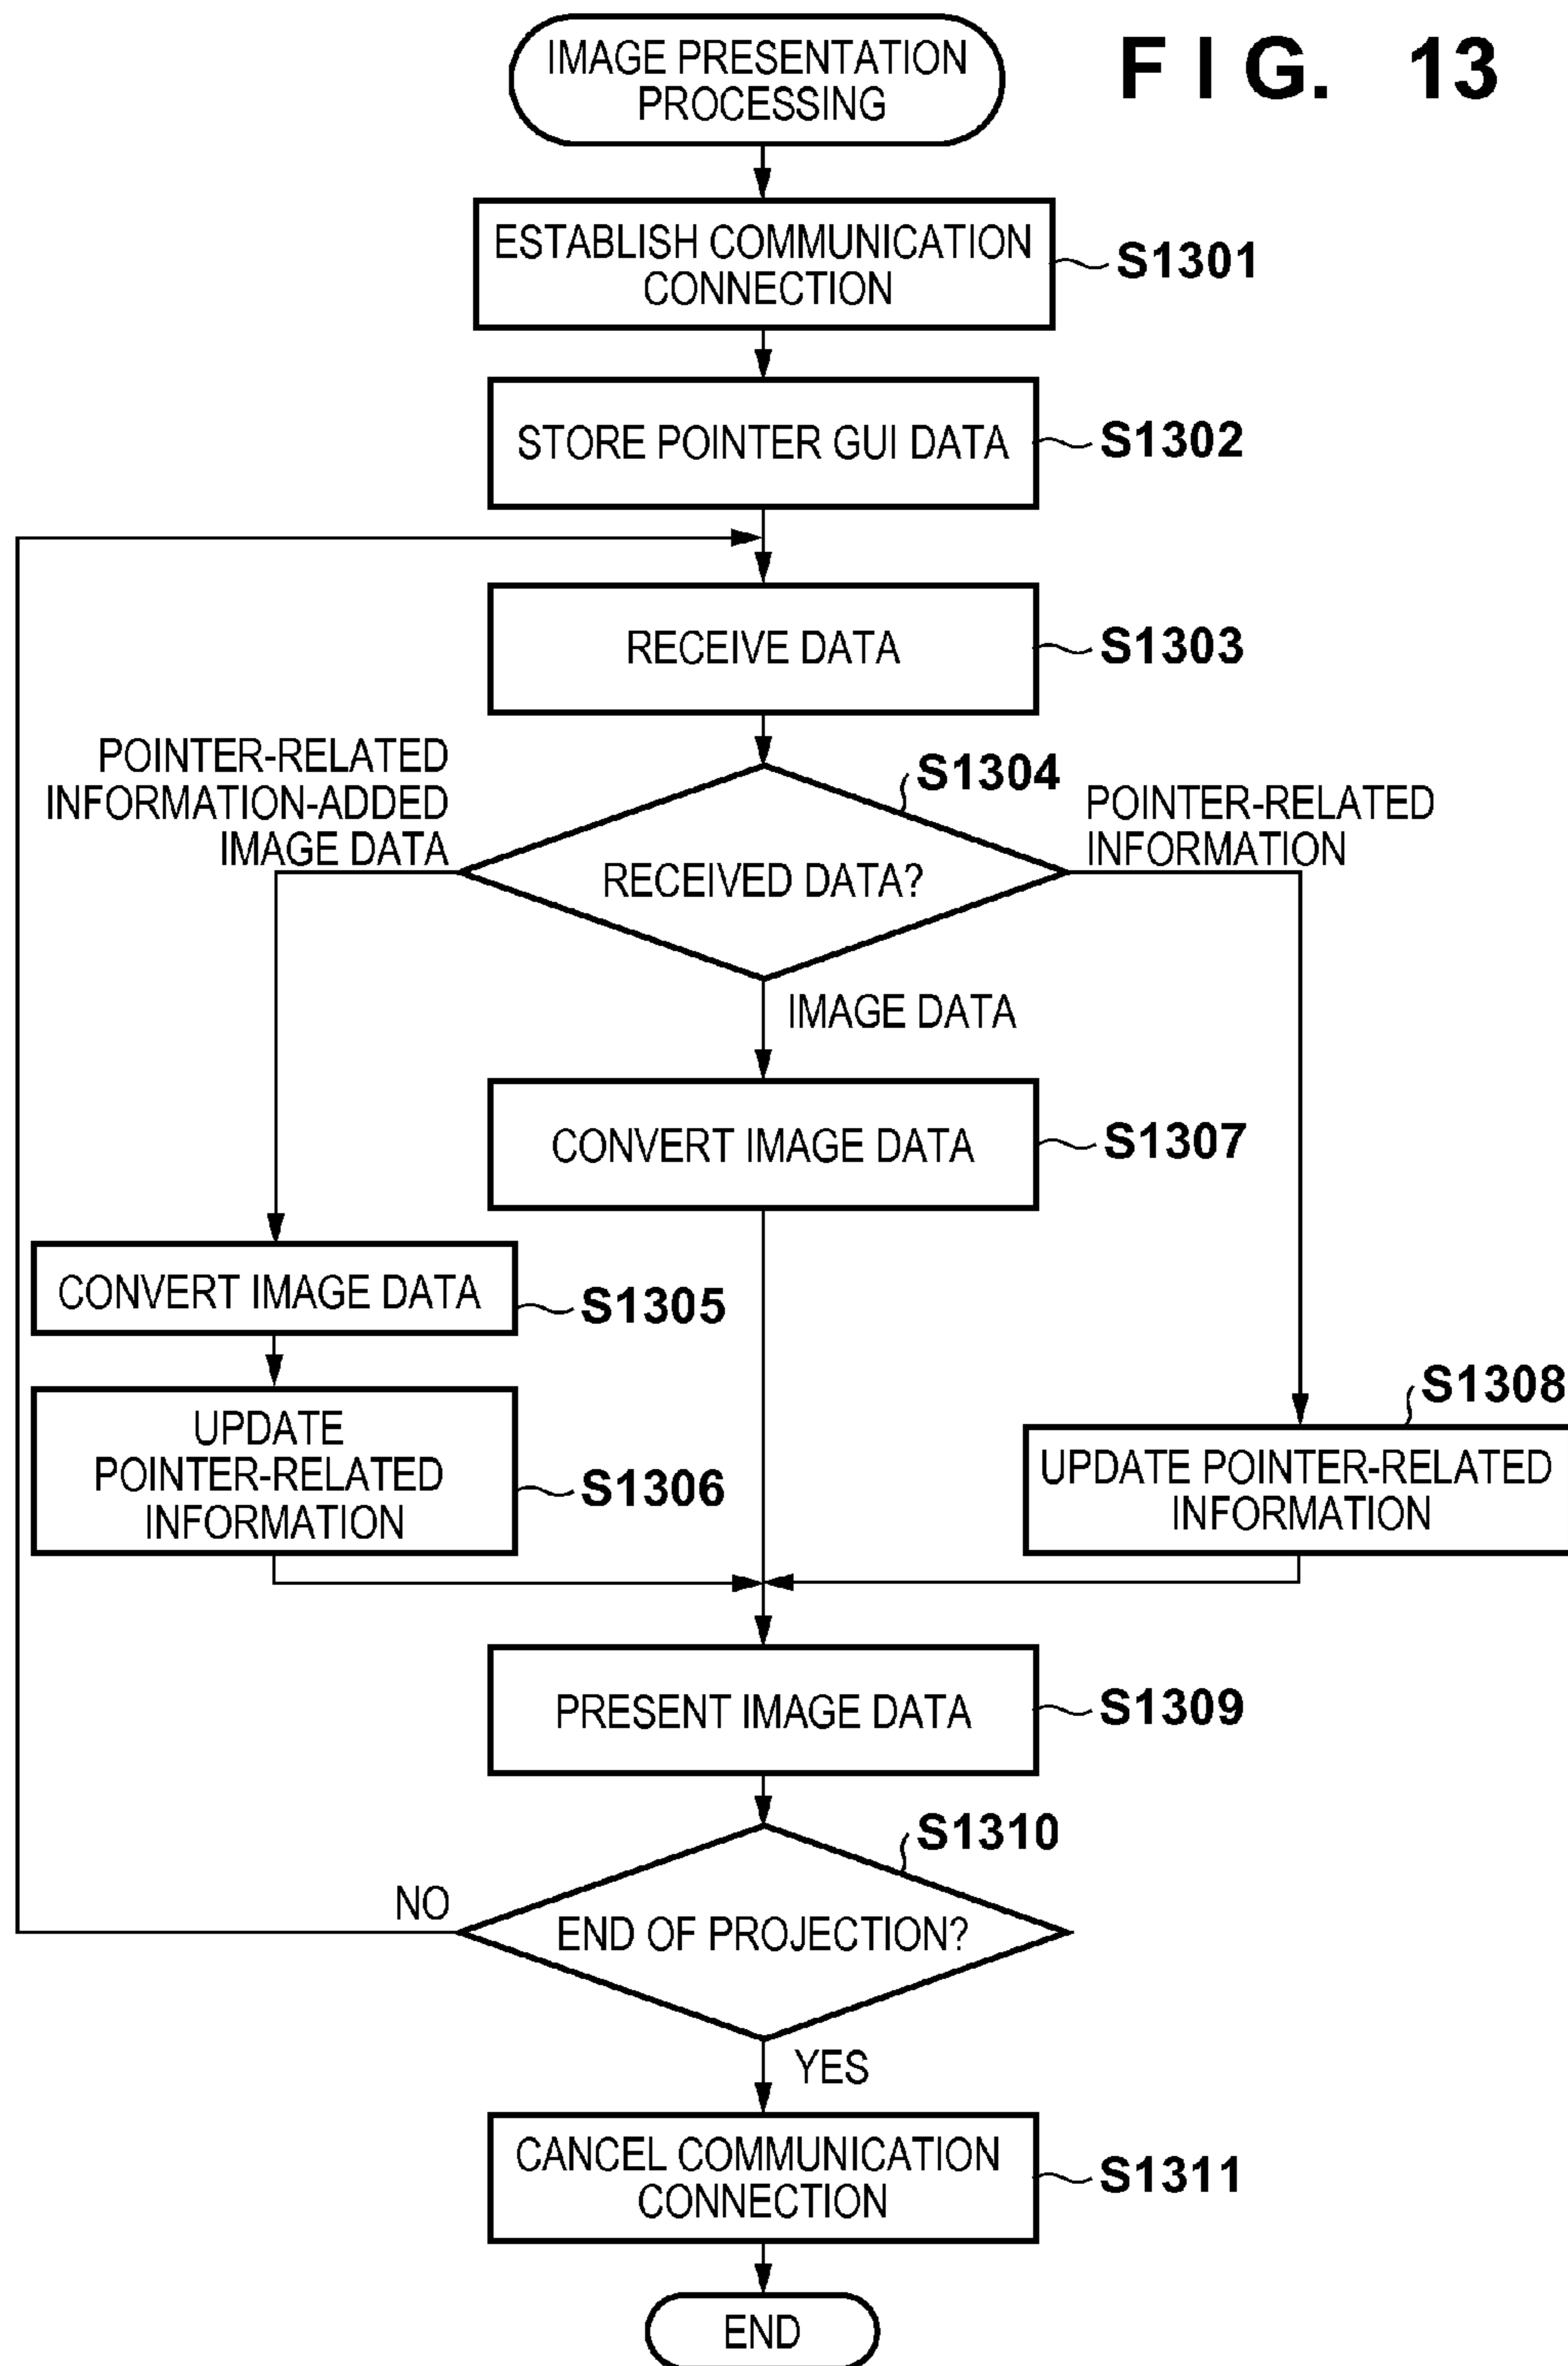 IMAGE PRESENTATION
PROCESSING
F I G. 13
ESTABLISH COMMUNICATION
CONNECTION
S1301
STORE POINTER GUI DATA
S1302
RECEIVE DATA
S1303
POINTER-RELATED
INFORMATION-ADDED
IMAGE DATA
S1304
RECEIVED DATA?
POINTER-RELATED
INFORMATION
IMAGE DATA
CONVERT IMAGE DATA
S1307
CONVERT IMAGE DATA
S1305
UPDATE
POINTER-RELATED
INFORMATION
S1306
S1308
UPDATE POINTER-RELATED
INFORMATION
PRESENT IMAGE DATA
S1309
S1310
NO
END OF PROJECTION?
YES
CANCEL COMMUNICATION
CONNECTION
S1311
END